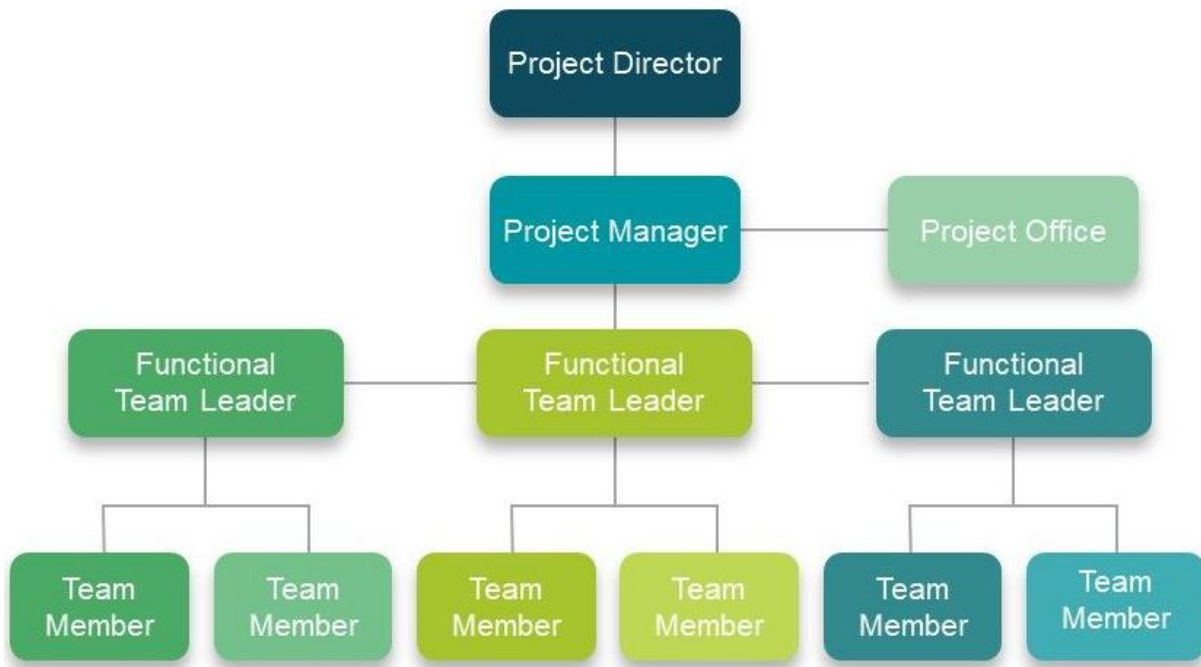 Project Director
Project Manager
Project Office
Functional
Team Leader
Functional
Team Leader
Functional
Team Leader
Team
Member
Team
Member
Team
Member
Team
Member
Team
Member
Team
Member